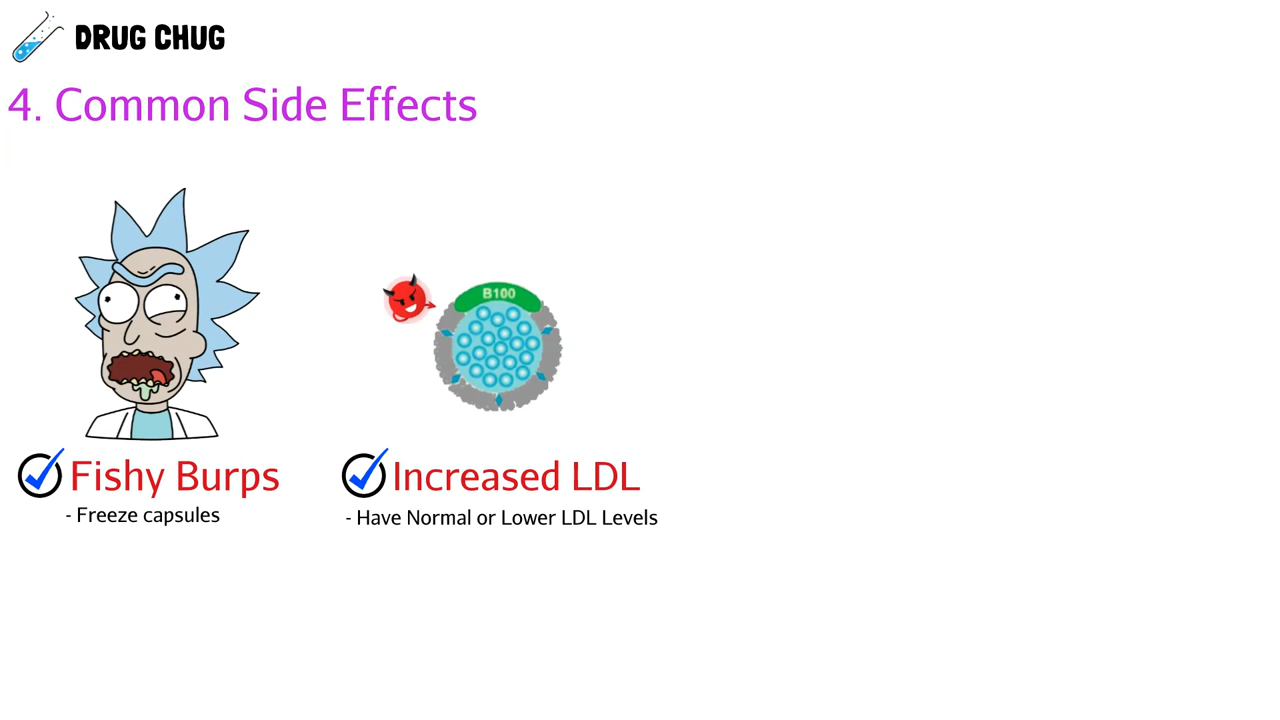 DRUG CHUG
4. Common Side Effects
B100
Fishy Burps
- Freeze capsules
Increased LDL
- Have Normal or Lower LDL Levels